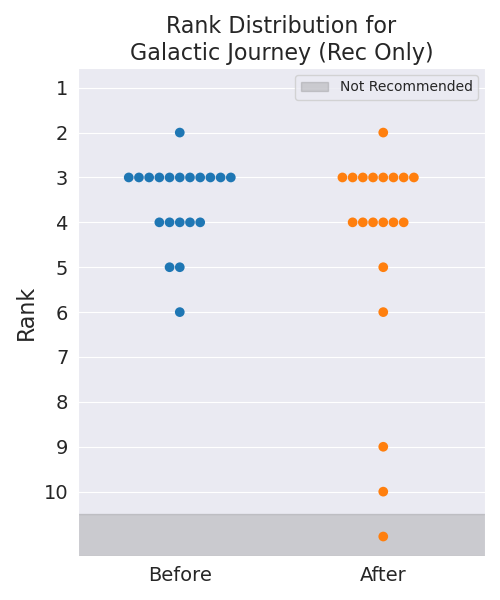 Rank Distribution for
Galactic Journey (Rec Only)
Not Recommended
1
2
3
4
5
6
7
8
9
10
Rank
Before
After